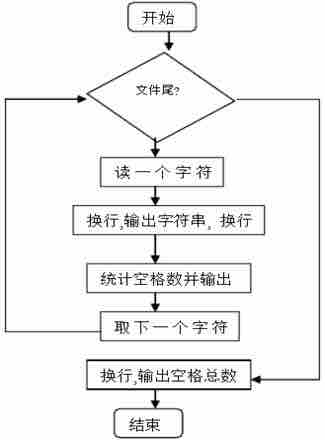 开始
文件尾?
读一个字符
换行,输出字符串, 换行
统计空格数并输出
取下一个字符
换行,输出空格总数
结束